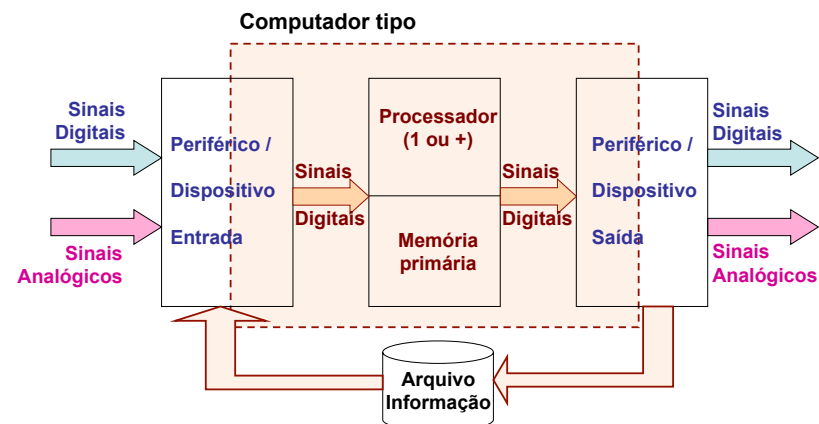 Computador tipo
Sinais
Digitais
Sinais
Analógicos
Periférico /
Dispositivo
Entrada
Sinais
Digitais
Processador
(1 ou +)
Memória
primária
Sinais
Digitais
Periférico /
Dispositivo
Saída
Sinais
Digitais
Sinais
Analógicos
Arquivo
Informação